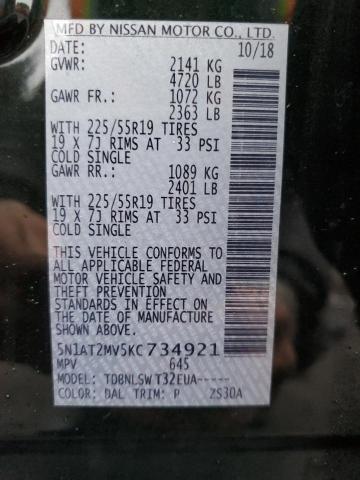 MFD BY NISSAN MOTOR CO., LTD.
DATE: 10/18
GVWR: 2141 KG
4720 LB
GAWR FR.: 1072 KG
2363 LB
WITH 225/55R19 TIRES
19 X 7J RIMS AT 33 PSI
COLD SINGLE
GAWR RR.: 1089 KG
2401 LB
WITH 225/55R19 TIRES
19 X 7J RIMS AT 33 PSI
COLD SINGLE
THIS VEHICLE CONFORMS TO
ALL APPLICABLE FEDERAL
MOTOR VEHICLE SAFETY AND
THEFT PREVENTION
STANDARDS IN EFFECT ON
THE DATE OF MANUFACTURE
SHOWN ABOVE.
5N1AT2MV5KC734921
MPV 645
MODEL: TDBNLSW T32EUA-----
COLOR: DAL TRIM: P ZS30A